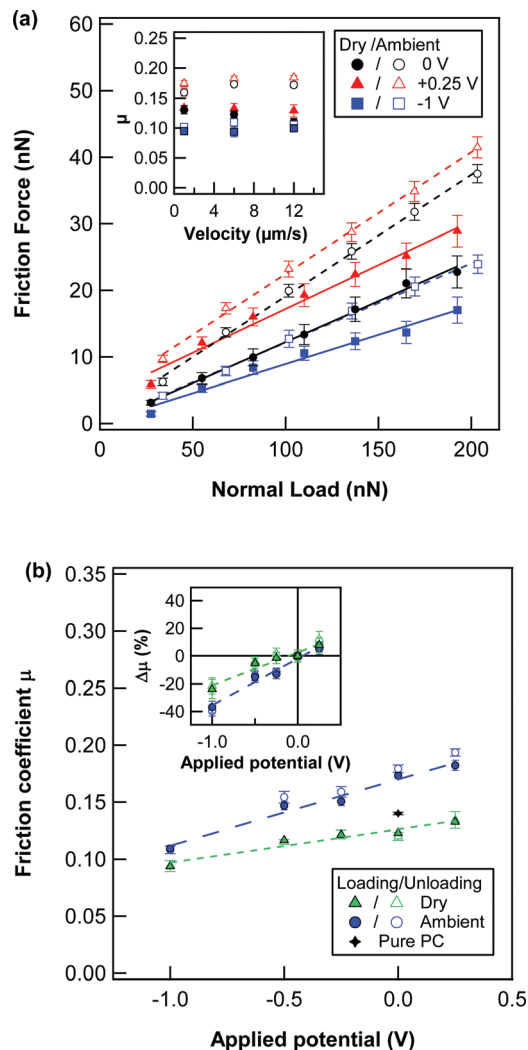 (a)
Friction Force (nN)
60
50
40
30
20
10
0
0
50
100
150
200
Normal Load (nN)
μ
0.25
0.20
0.15
0.10
0.05
0.00
0
4
8
12
Velocity (μm/s)
Dry /Ambient
/ 0 V
/ +0.25 V
/ -1 V
(b)
Friction coefficient μ
0.35
0.30
0.25
0.20
0.15
0.10
0.05
0.00
-1.0
-0.5
0.0
0.5
Applied potential (V)
Δμ (%)
40
20
0
-20
-40
-1.0
0.0
Applied potential (V)
Loading/Unloading
/ Dry
/ Ambient
Pure PC